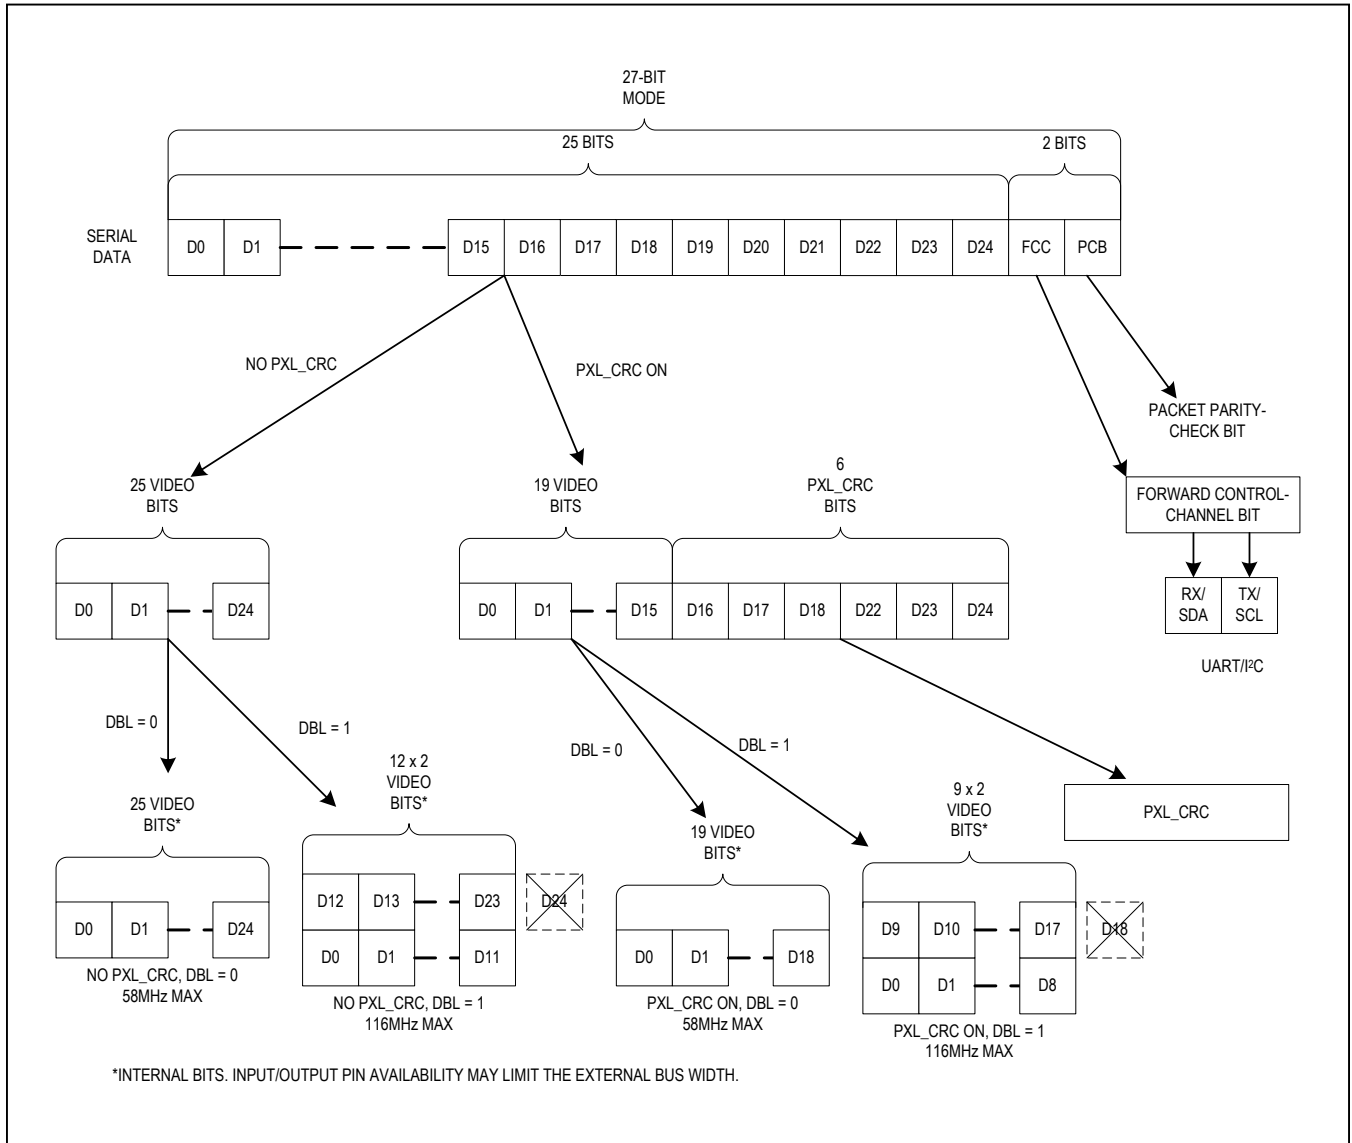 27-BIT
MODE
25 BITS
2 BITS
SERIAL
DATA
D0 D1 D15 D16 D17 D18 D19 D20 D21 D22 D23 D24 FCC PCB
NO PXL_CRC
PXL_CRC ON
PACKET PARITY-
CHECK BIT
25 VIDEO
BITS
19 VIDEO
BITS
6
PXL_CRC
BITS
FORWARD CONTROL-
CHANNEL BIT
D0 D1 D24
D0 D1 D15 D16 D17 D18 D22 D23 D24
RX/
SDA
TX/
SCL
UART/I²C
DBL = 0
DBL = 1
DBL = 0
DBL = 1
25 VIDEO
BITS*
12 x 2
VIDEO
BITS*
19 VIDEO
BITS*
9 x 2
VIDEO
BITS*
PXL_CRC
D0 D1 D24
NO PXL_CRC, DBL = 0
58MHz MAX
D12 D13 D23 D24
D0 D1 D11
NO PXL_CRC, DBL = 1
116MHz MAX
D0 D1 D18
PXL_CRC ON, DBL = 0
58MHz MAX
D9 D10 D17 D18
D0 D1 D8
PXL_CRC ON, DBL = 1
116MHz MAX
*INTERNAL BITS. INPUT/OUTPUT PIN AVAILABILITY MAY LIMIT THE EXTERNAL BUS WIDTH.